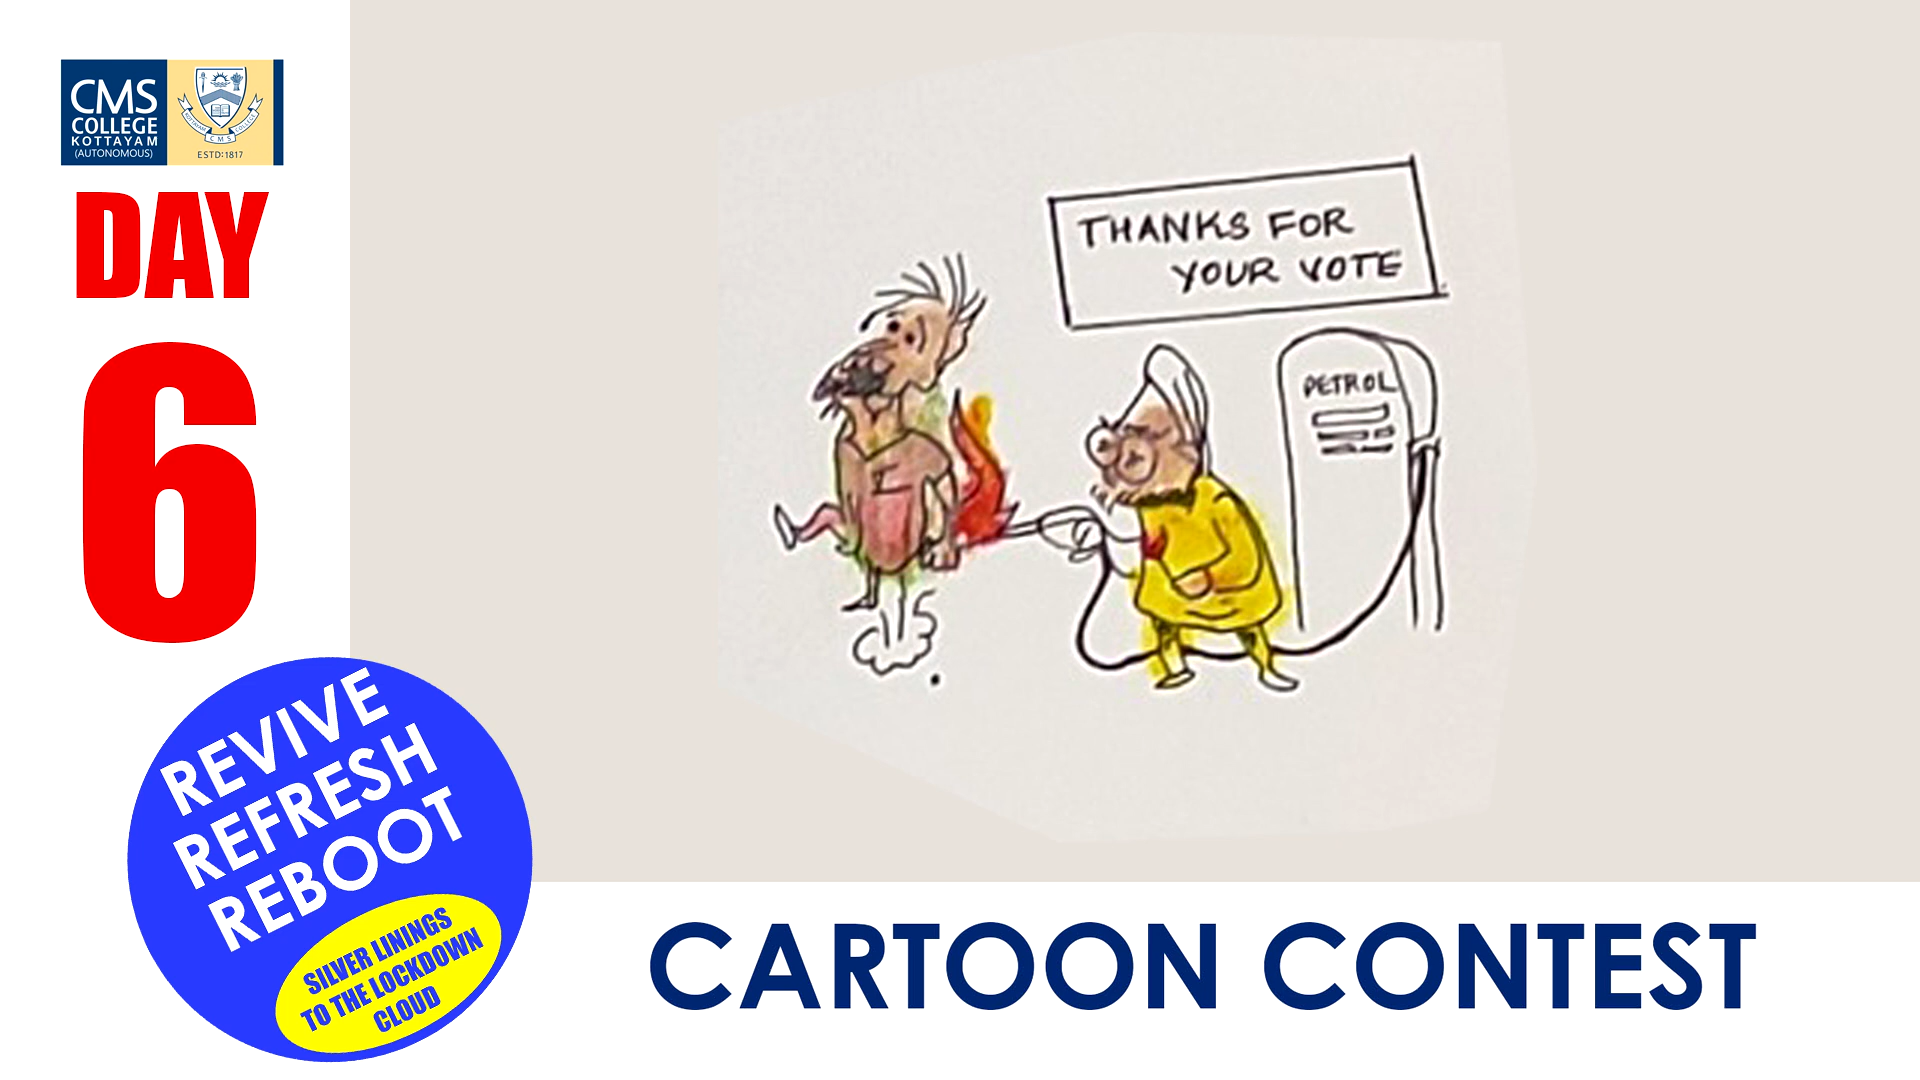 CMS
COLLEGE
KOTTAYAM
(AUTONOMOUS)
ESTD:1817
DAY
6
REVIVE
REFRESH
REBOOT
SILVER LININGS
TO THE LOCKDOWN
CLOUD
THANKS FOR
YOUR VOTE
PETROL
CARTOON CONTEST